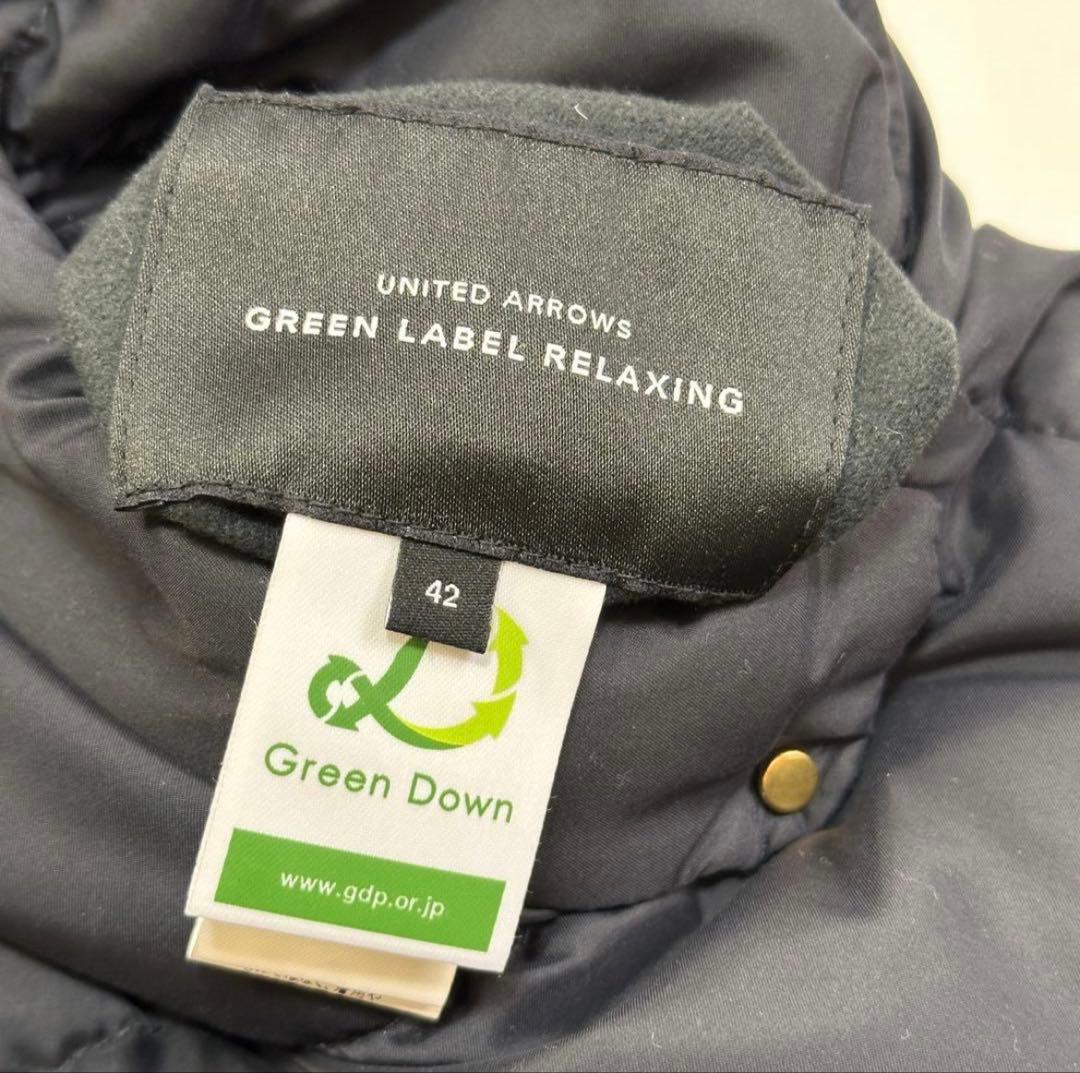 UNITED ARROWS
GREEN LABEL RELAXING
42
Green Down
www.gdp.or.jp